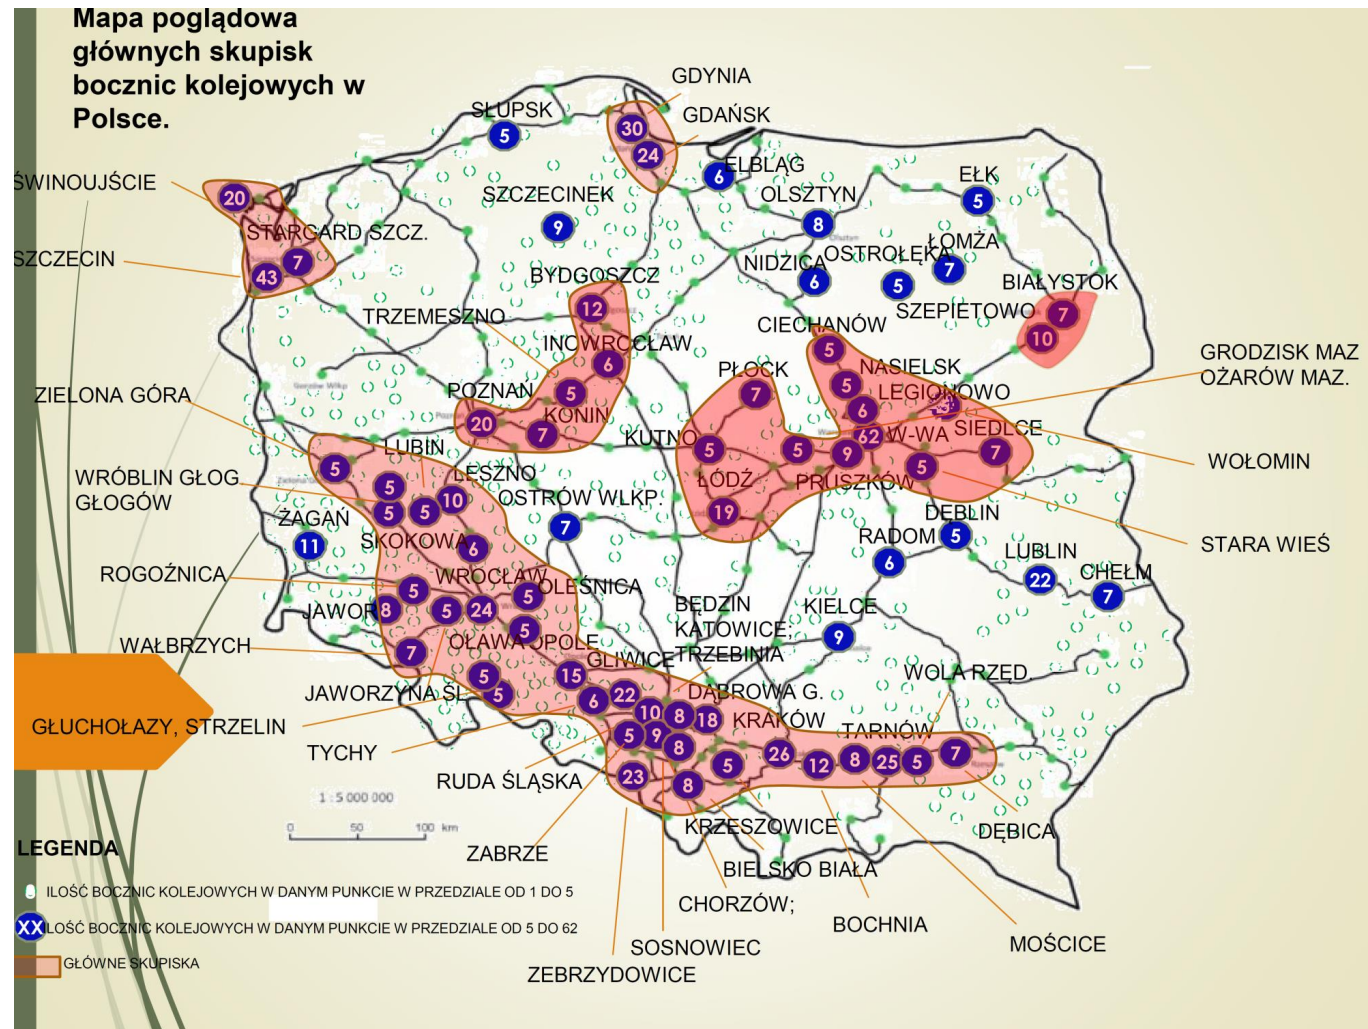 Mapa poglądowa
głównych skupisk
bocznic kolejowych w
Polsce.
GDYNIA
GDAŃSK
SŁUPSK
30
5
24
ELBLĄG
6
ŚWINOUJŚCIE
20
SZCZECINEK
9
OLSZTYN
8
EŁK
5
STARGARD SZCZ.
7
SZCZECIN
43
NIDZICA
6
OSTROŁĘKA
5
ŁOMŻA
7
BYDGOSZCZ
12
BIAŁYSTOK
7
SZEPIETOWO
10
TRZEMESZNO
INOWROCŁAW
6
CIECHANÓW
5
NASIELSK
5
LEGIONOWO
6
GRODZISK MAZ
OŻARÓW MAZ.
PŁOCK
7
ZIELONA GÓRA
POZNAŃ
20
5
KONIN
7
KUTNO
5
5
62
W-WA
9
SIEDLCE
7
5
WOŁOMIN
LUBIN
5
5
WRÓBLIN GŁOG.
GŁOGÓW
LESZNO
10
5
5
OSTRÓW WLKP.
7
ŁÓDŹ
19
PRUSZKÓW
DĘBLIN
5
STARA WIEŚ
ŻAGAŃ
11
SKOKOWA
6
RADOM
6
LUBLIN
22
CHEŁM
7
ROGOŹNICA
5
WROCŁAW
24
OLEŚNICA
5
JAWOR
8
5
BĘDZIN
KATOWICE;
TRZEBINIA
KIELCE
9
WAŁBRZYCH
7
OŁAWA
OPOLE
5
GLIWICE
15
WOLA RZĘD.
JAWORZYNA ŚL.
5
5
6
22
DĄBROWA G.
10
8
18
KRAKÓW
26
TARNÓW
GŁUCHOŁAZY, STRZELIN
TYCHY
5
9
8
5
12
8
25
5
7
RUDA ŚLĄSKA
23
8
1 : 5 000 000
0 50 100 km
KRZESZOWICE
DĘBICA
LEGENDA
ZABRZE
BIELSKO BIAŁA
ILOŚĆ BOCZNIC KOLEJOWYCH W DANYM PUNKCIE W PRZEDZIALE OD 1 DO 5
CHORZÓW;
BOCHNIA
XX ILOŚĆ BOCZNIC KOLEJOWYCH W DANYM PUNKCIE W PRZEDZIALE OD 5 DO 62
MOŚCICE
SOSNOWIEC
GŁÓWNE SKUPISKA
ZEBRZYDOWICE